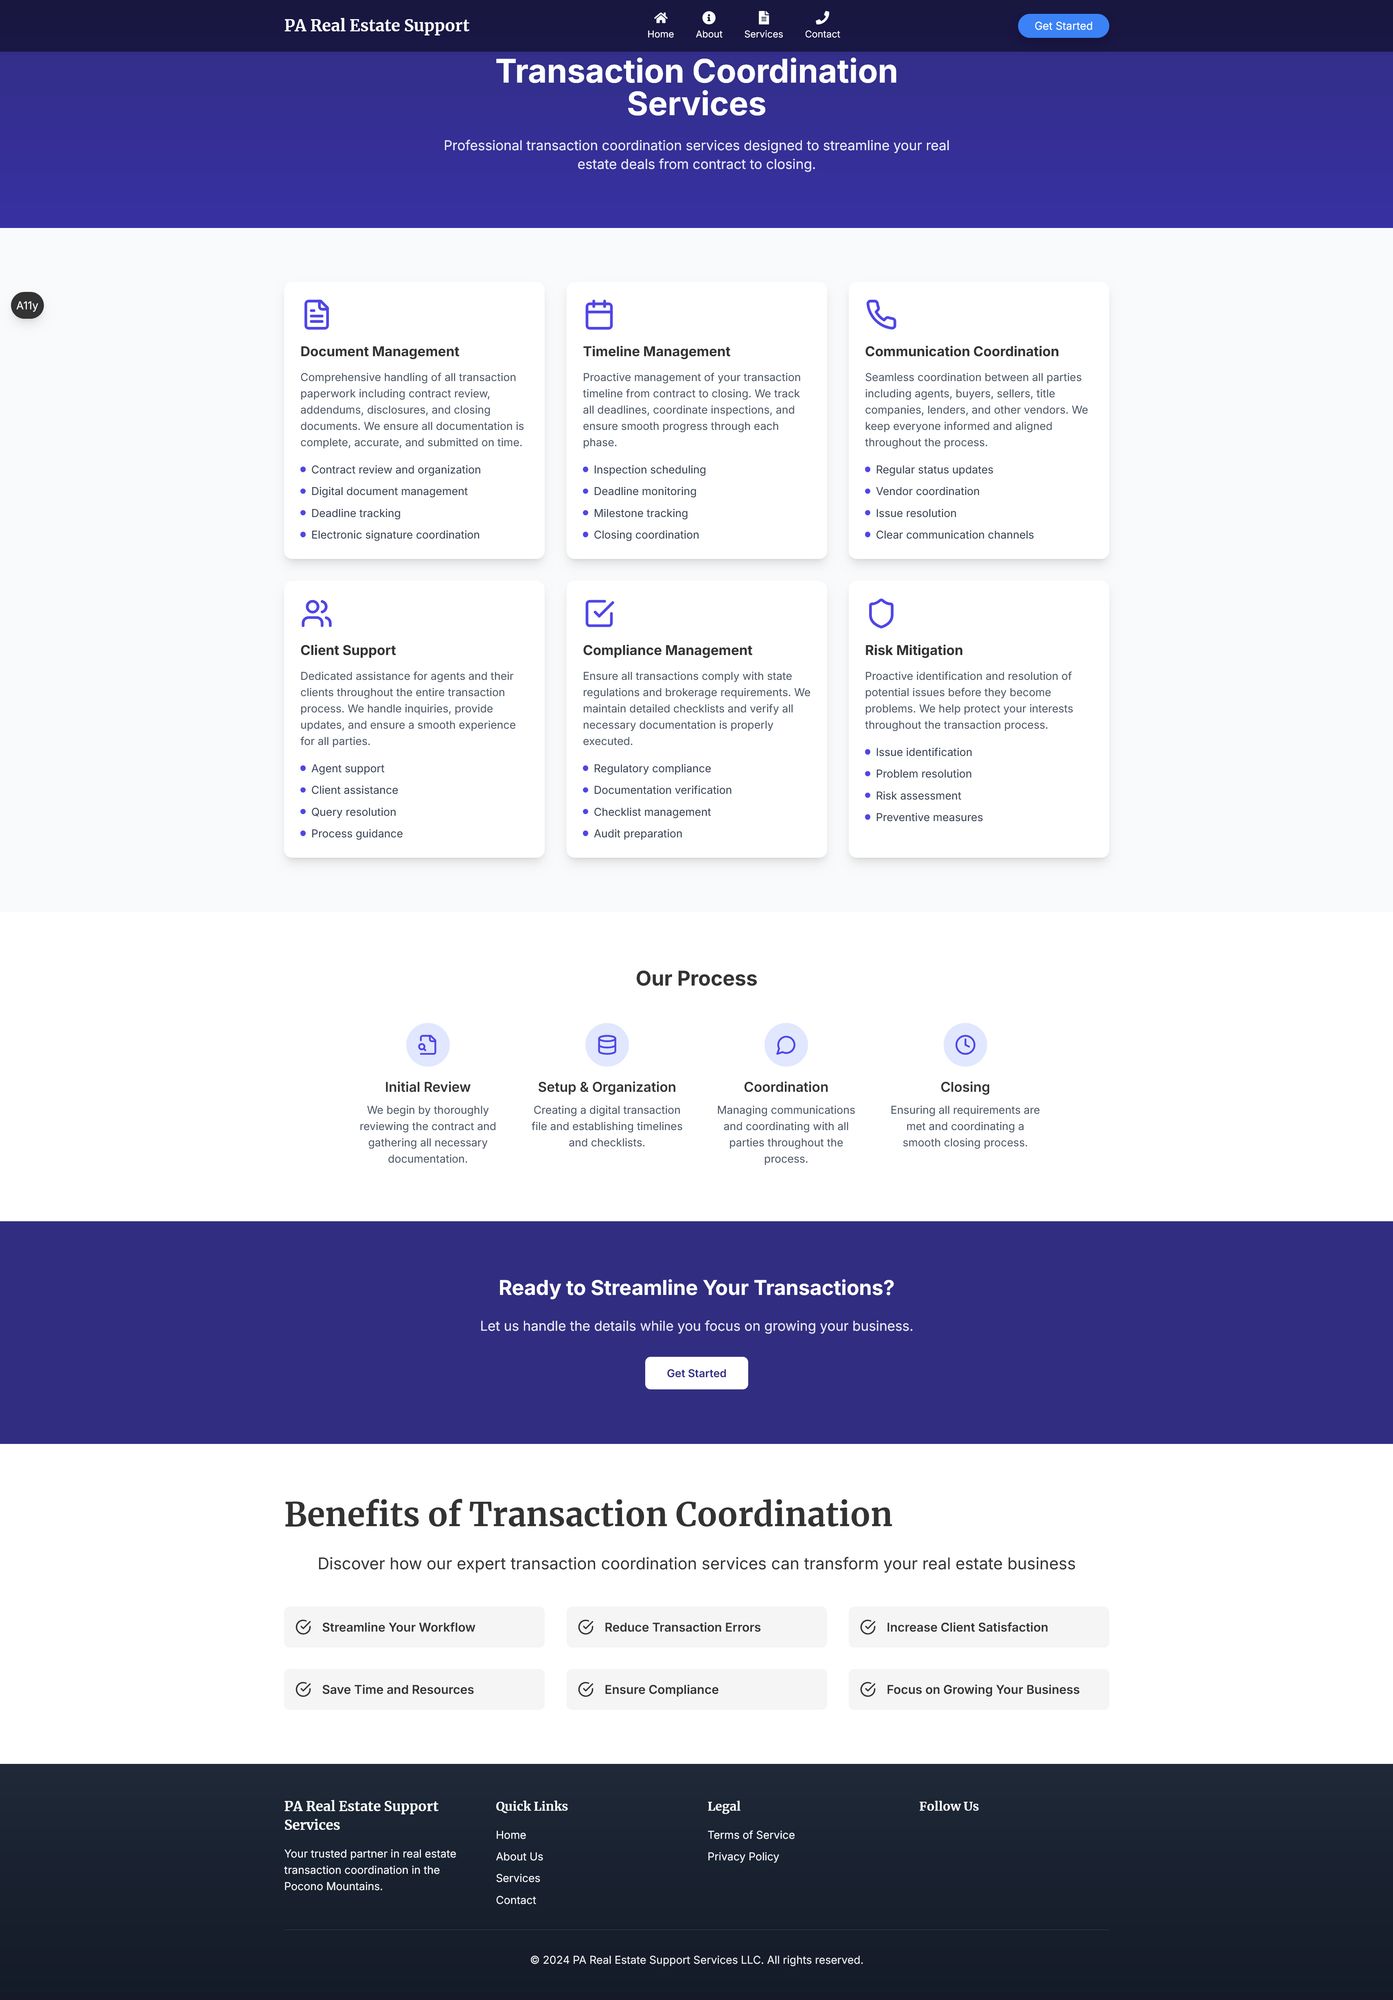 PA Real Estate Support
Home
About
Services
Contact
Get Started
Transaction Coordination
Services
Professional transaction coordination services designed to streamline your real
estate deals from contract to closing.
A11y
Document Management
Comprehensive handling of all transaction
paperwork including contract review,
addendums, disclosures, and closing
documents. We ensure all documentation is
complete, accurate, and submitted on time.
Contract review and organization
Digital document management
Deadline tracking
Electronic signature coordination
Timeline Management
Proactive management of your transaction
timeline from contract to closing. We track
all deadlines, coordinate inspections, and
ensure smooth progress through each
phase.
Inspection scheduling
Deadline monitoring
Milestone tracking
Closing coordination
Communication Coordination
Seamless coordination between all parties
including agents, buyers, sellers, title
companies, lenders, and other vendors. We
keep everyone informed and aligned
throughout the process.
Regular status updates
Vendor coordination
Issue resolution
Clear communication channels
Client Support
Dedicated assistance for agents and their
clients throughout the entire transaction
process. We handle inquiries, provide
updates, and ensure a smooth experience
for all parties.
Agent support
Client assistance
Query resolution
Process guidance
Compliance Management
Ensure all transactions comply with state
regulations and brokerage requirements. We
maintain detailed checklists and verify all
necessary documentation is properly
executed.
Regulatory compliance
Documentation verification
Checklist management
Audit preparation
Risk Mitigation
Proactive identification and resolution of
potential issues before they become
problems. We help protect your interests
throughout the transaction process.
Issue identification
Problem resolution
Risk assessment
Preventive measures
Our Process
Initial Review
We begin by thoroughly
reviewing the contract and
gathering all necessary
documentation.
Setup & Organization
Creating a digital transaction
file and establishing timelines
and checklists.
Coordination
Managing communications
and coordinating with all
parties throughout the
process.
Closing
Ensuring all requirements are
met and coordinating a
smooth closing process.
Ready to Streamline Your Transactions?
Let us handle the details while you focus on growing your business.
Get Started
Benefits of Transaction Coordination
Discover how our expert transaction coordination services can transform your real estate business
Streamline Your Workflow
Reduce Transaction Errors
Increase Client Satisfaction
Save Time and Resources
Ensure Compliance
Focus on Growing Your Business
PA Real Estate Support
Services
Your trusted partner in real estate
transaction coordination in the
Pocono Mountains.
Quick Links
Home
About Us
Services
Contact
Legal
Terms of Service
Privacy Policy
Follow Us
© 2024 PA Real Estate Support Services LLC. All rights reserved.